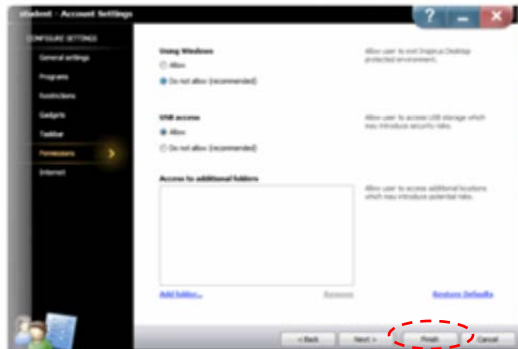 student - Account Settings
CONFIGURE SETTINGS
General settings
Programs
Restrictions
Gadgets
Taskbar
Permissions
Internet
Using Windows
Allow
Do not allow (recommended)
Allow user to exit Inspirus Desktop
protected environment.
USB access
Allow
Do not allow (recommended)
Allow user to access USB storage which
may introduce security risks.
Access to additional folders
Allow user to access additional locations
which may introduce potential risks.
Add folder...
Remove
Restore Defaults
< Back
Next >
Finish
Cancel